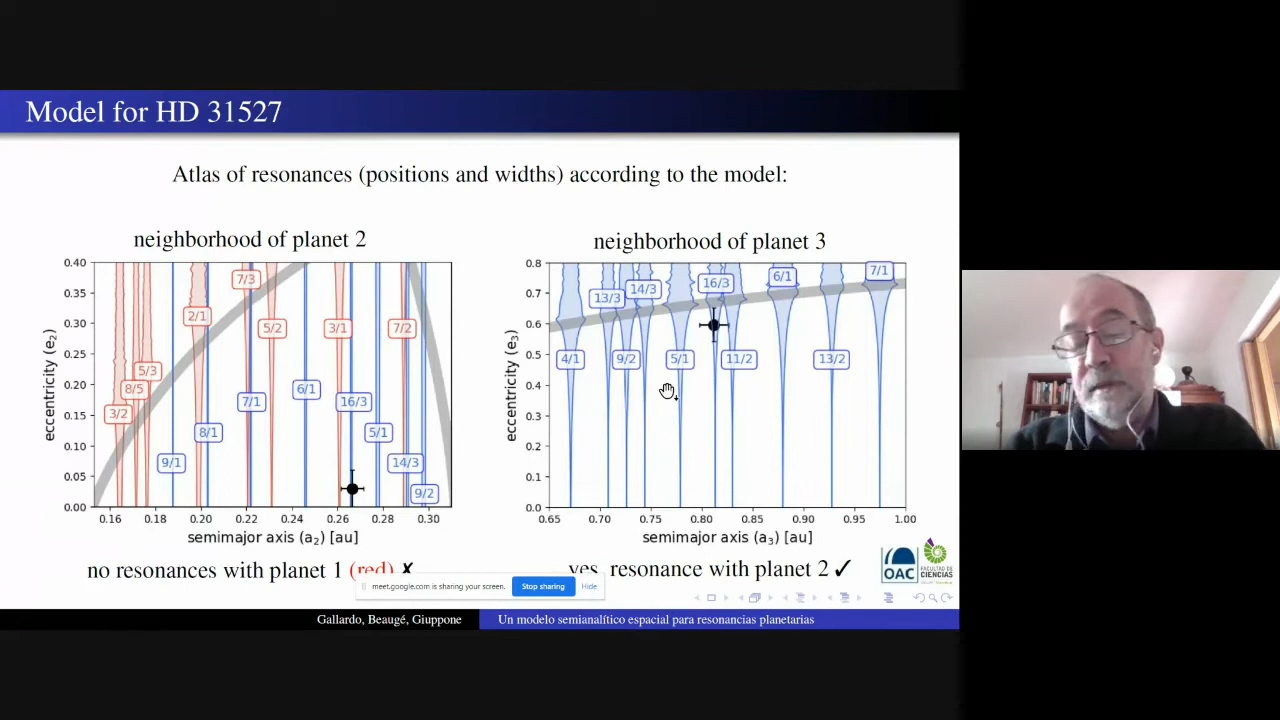 Model for HD 31527
Atlas of resonances (positions and widths) according to the model:
neighborhood of planet 2
neighborhood of planet 3
eccentricity (e2)
0.40
0.35
0.30
0.25
0.20
0.15
0.10
0.05
0.00
7/3
2/1
5/2
3/1
7/2
5/3
8/5
3/2
6/1
7/1
16/3
8/1
5/1
9/1
14/3
9/2
0.16 0.18 0.20 0.22 0.24 0.26 0.28 0.30
semimajor axis (a2) [au]
eccentricity (e3)
0.8
0.7
0.6
0.5
0.4
0.3
0.2
0.1
0.0
7/1
6/1
16/3
14/3
13/3
4/1
9/2
5/1
11/2
13/2
0.65 0.70 0.75 0.80 0.85 0.90 0.95 1.00
semimajor axis (a3) [au]
no resonances with planet 1 (red) ✗
yes, resonance with planet 2 ✓
meet.google.com is sharing your screen. Stop sharing Hide
OAC
FACULTAD DE
CIENCIAS
Gallardo, Beaugé, Giuppone
Un modelo semianalítico espacial para resonancias planetarias